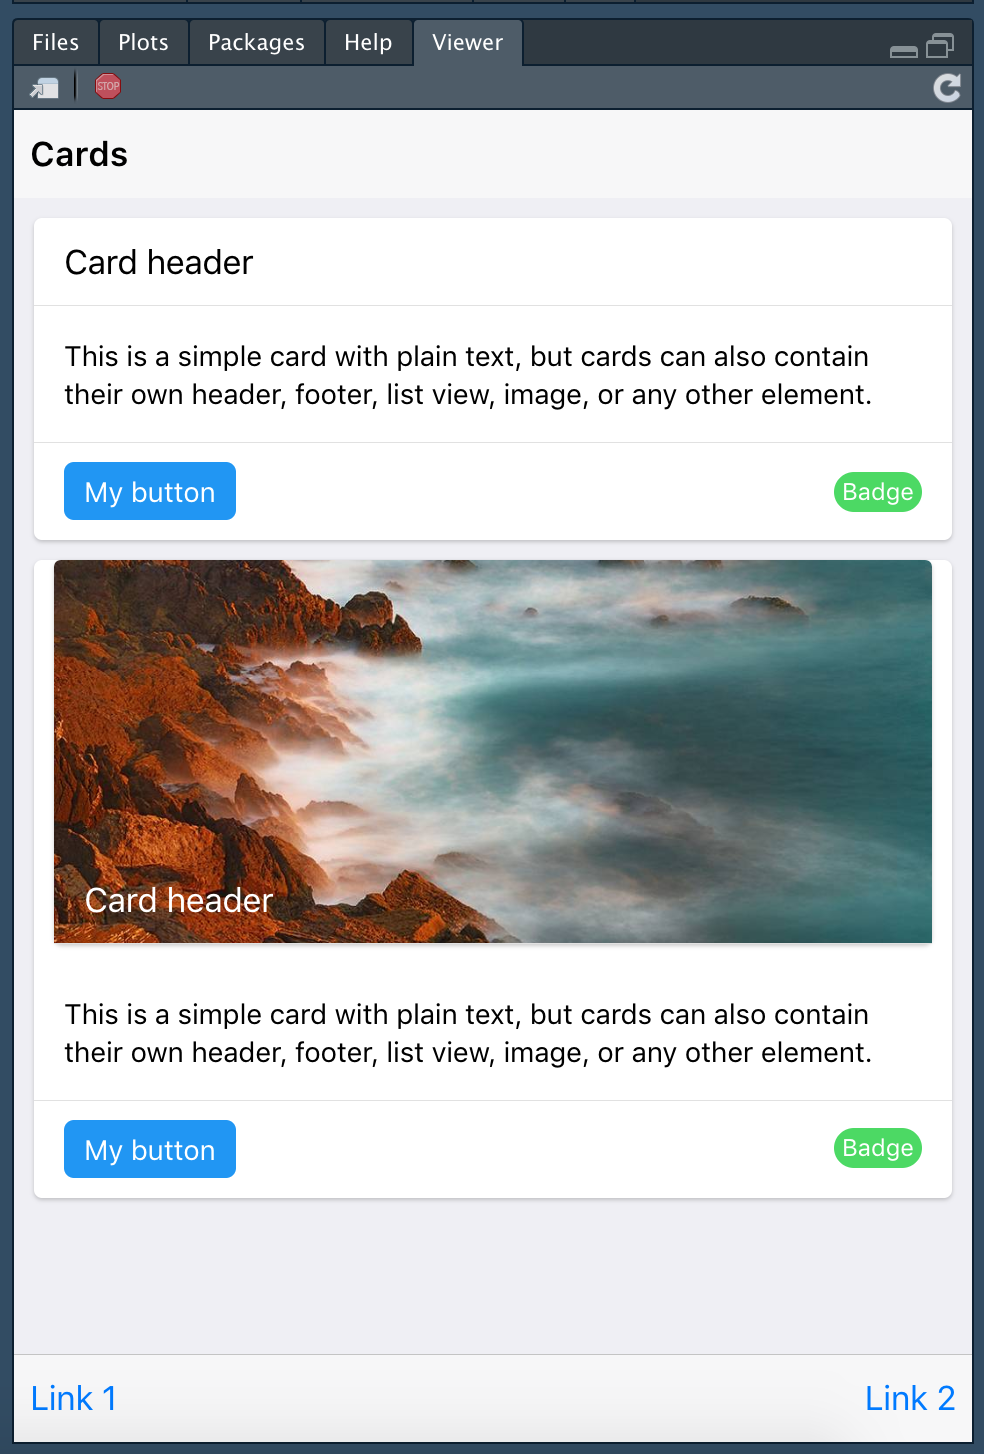 Files
Plots
Packages
Help
Viewer
STOP
Cards
Card header
This is a simple card with plain text, but cards can also contain
their own header, footer, list view, image, or any other element.
My button
Badge
Card header
This is a simple card with plain text, but cards can also contain
their own header, footer, list view, image, or any other element.
My button
Badge
Link 1
Link 2